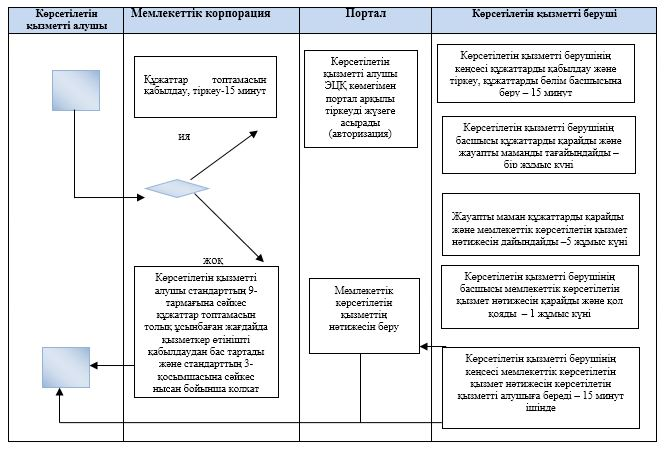 Көрсетілетін
қызметті алушы
Мемлекеттік корпорация
Портал
Көрсетілетін қызметті беруші
Құжаттар топтамасын
қабылдау, тіркеу-15 минут
ия
жоқ
Көрсетілетін қызметті
алушы стандарттың 9-
тармағына сәйкес
құжаттар топтамасын
толық ұсынбаған жағдайда
қызметкер өтінішті
қабылдаудан бас тартады
және стандарттың 3-
қосымшасына сәйкес
нысан бойынша қолхат
Көрсетілетін
қызметті алушы
ЭЦҚ көмегімен
портал арқылы
тіркеуді жүзеге
асырады
(авторизация)
Мемлекеттік
көрсетілетін
қызметтің
нәтижесін беру
Көрсетілетін қызметті берушінің
кеңсесі құжаттарды қабылдау және
тіркеу, құжаттарды бөлім басшысына
беру – 15 минут
Көрсетілетін қызметті берушінің
басшысы құжаттарды қарайды және
жауапты маманды тағайындайды –
бір жұмыс күні
Жауапты маман құжаттарды қарайды
және мемлекеттік көрсетілетін қызмет
нәтижесін дайындайды –5 жұмыс күні
Көрсетілетін қызметті берушінің
басшысы мемлекеттік көрсетілетін
қызмет нәтижесін қарайды және қол
қояды – 1 жұмыс күні
Көрсетілетін қызметті берушінің
кеңсесі мемлекеттік көрсетілетін
қызмет нәтижесін көрсетілетін
қызметті алушыға береді – 15 минут
ішінде